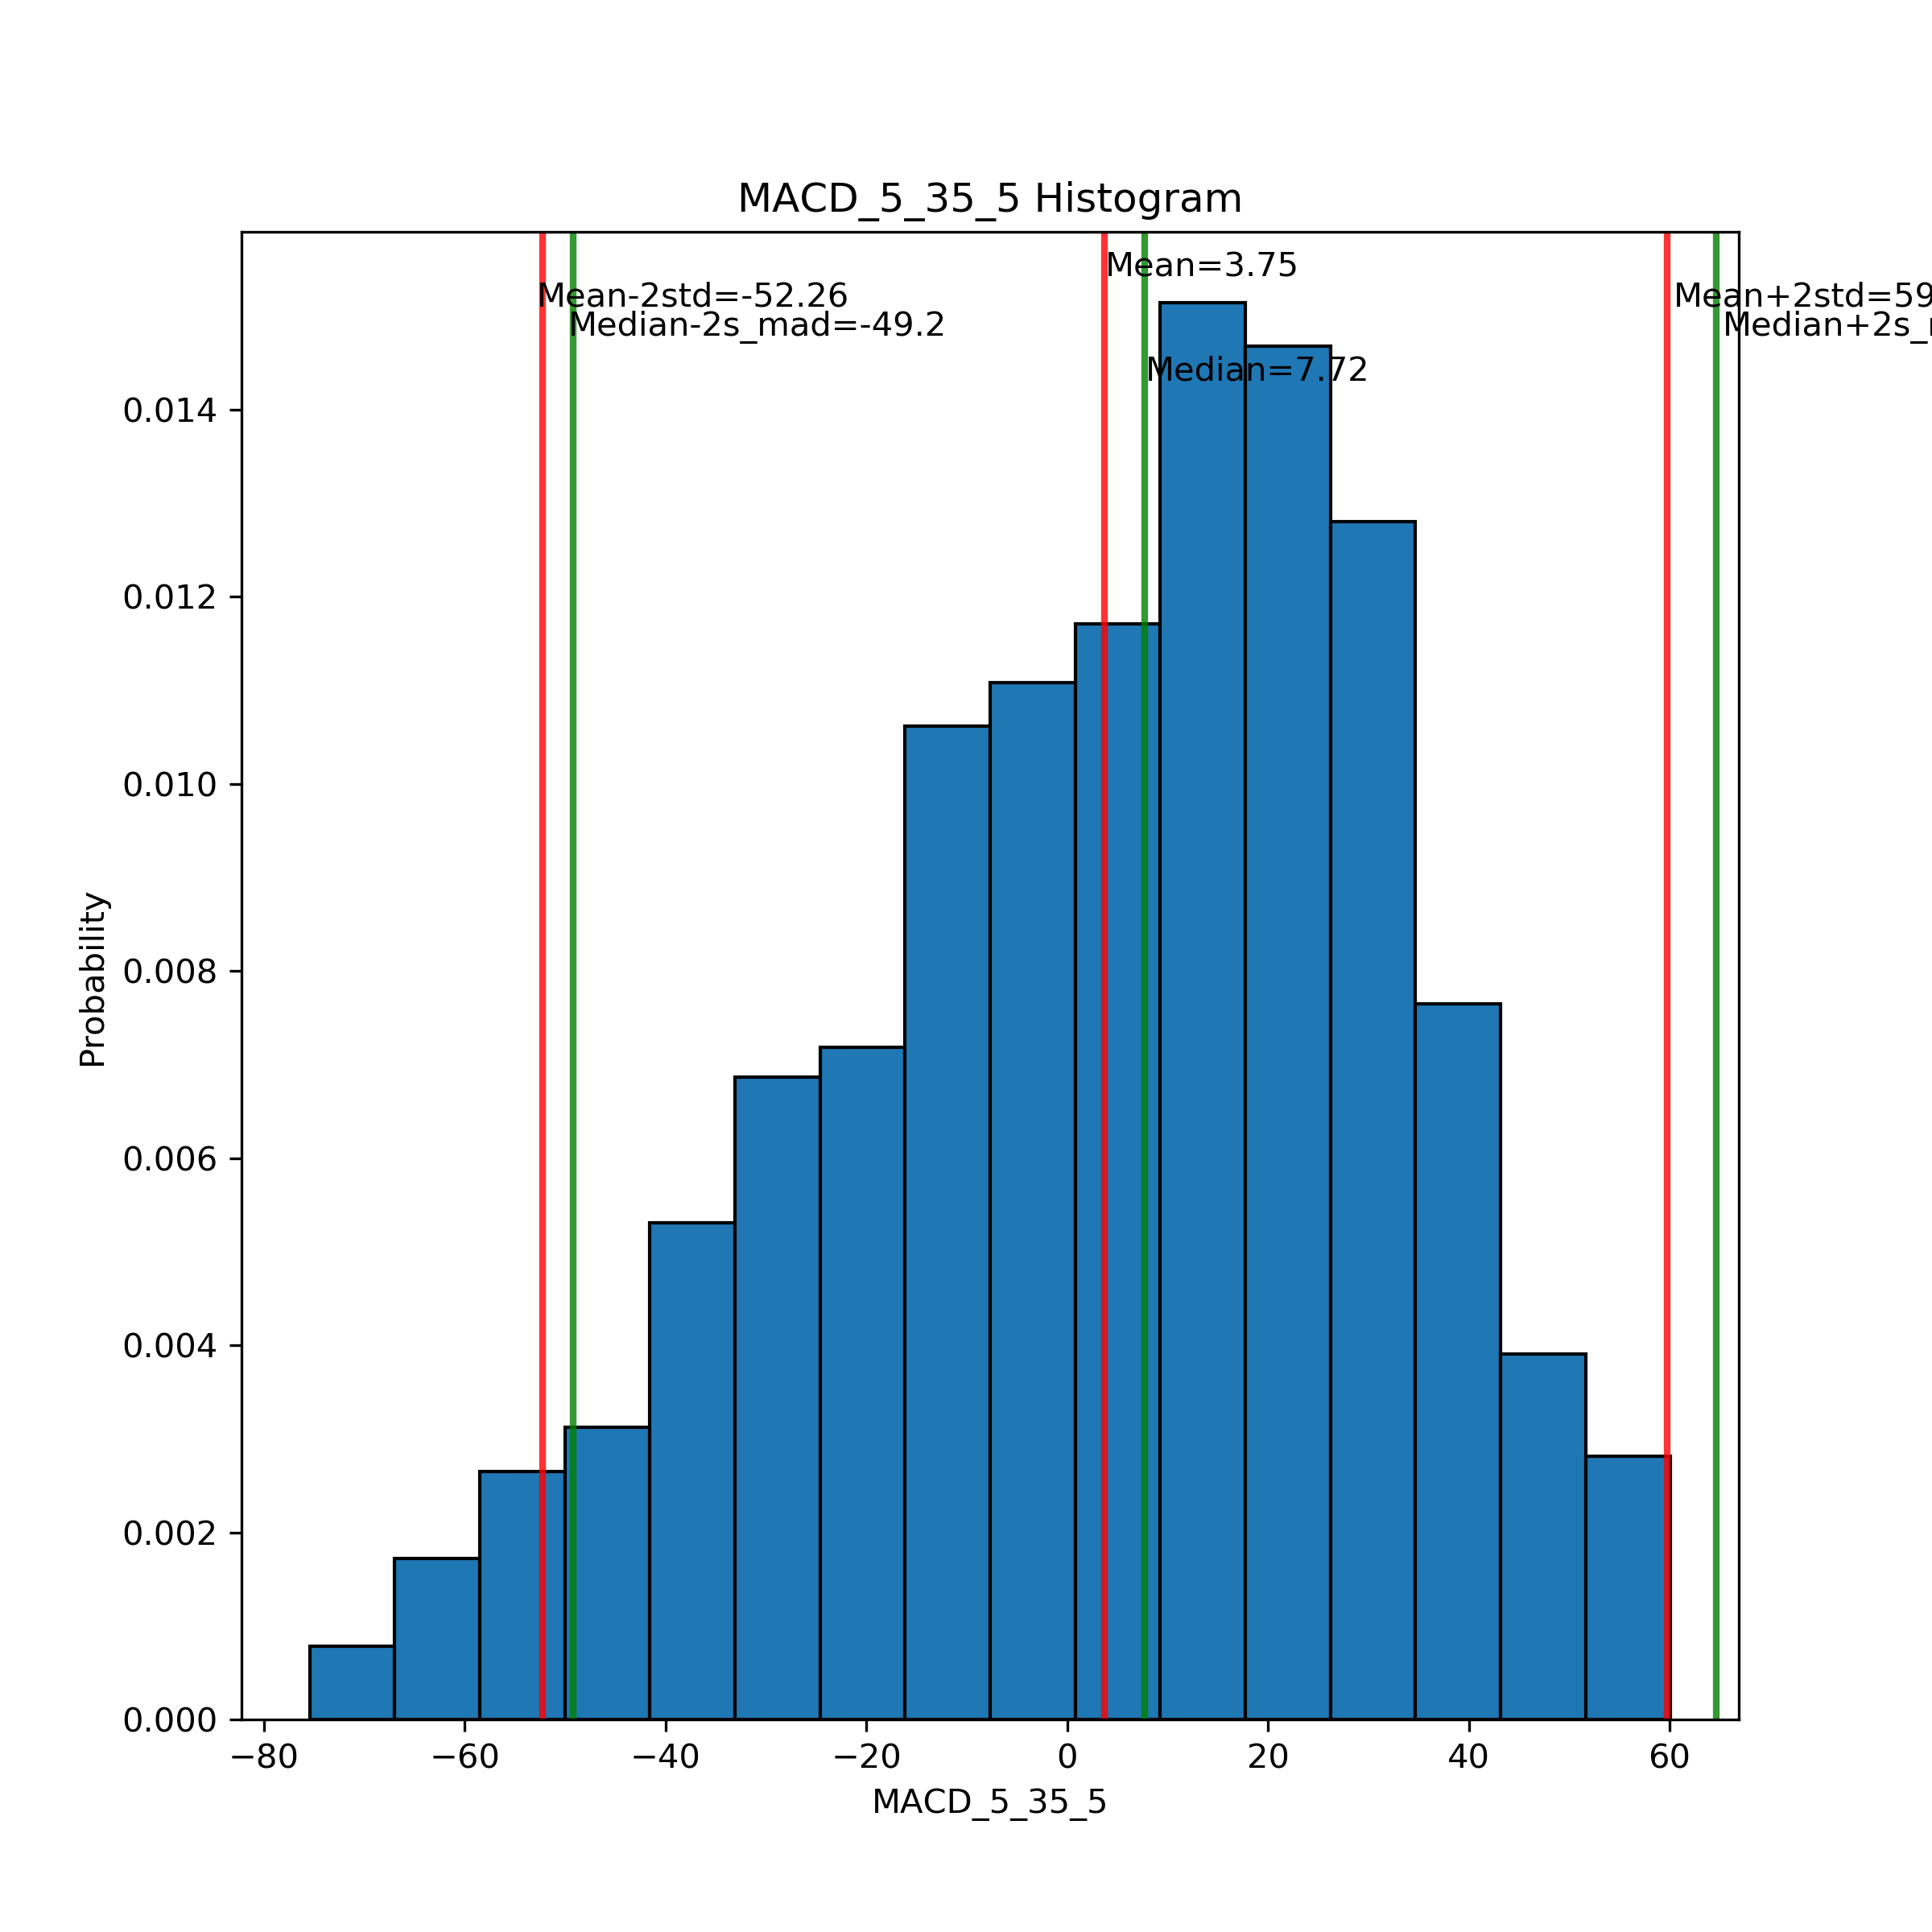 MACD_5_35_5 Histogram
Mean=3.75
Mean-2std=-52.26
Mean+2std=59
Median-2s_mad=-49.2
Median+2s_
Median=7.72
0.014
0.012
0.010
0.008
0.006
0.004
0.002
0.000
Probability
−80 −60 −40 −20 0 20 40 60
MACD_5_35_5